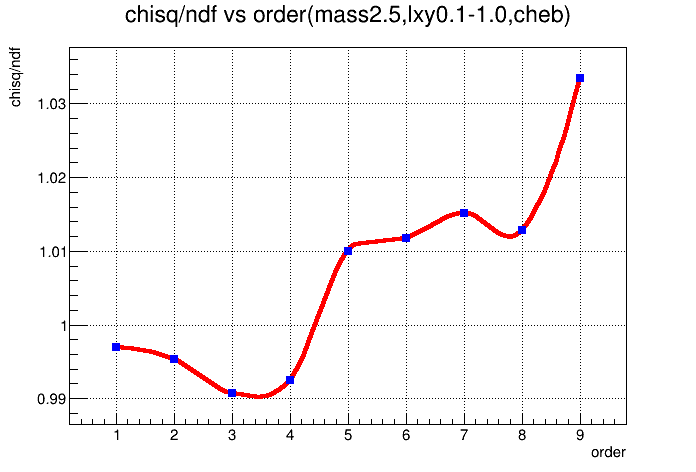 chisq/ndf vs order(mass2.5,lxy0.1-1.0,cheb)
chisq/ndf
1.03
1.02
1.01
1
0.99
1 2 3 4 5 6 7 8 9
order